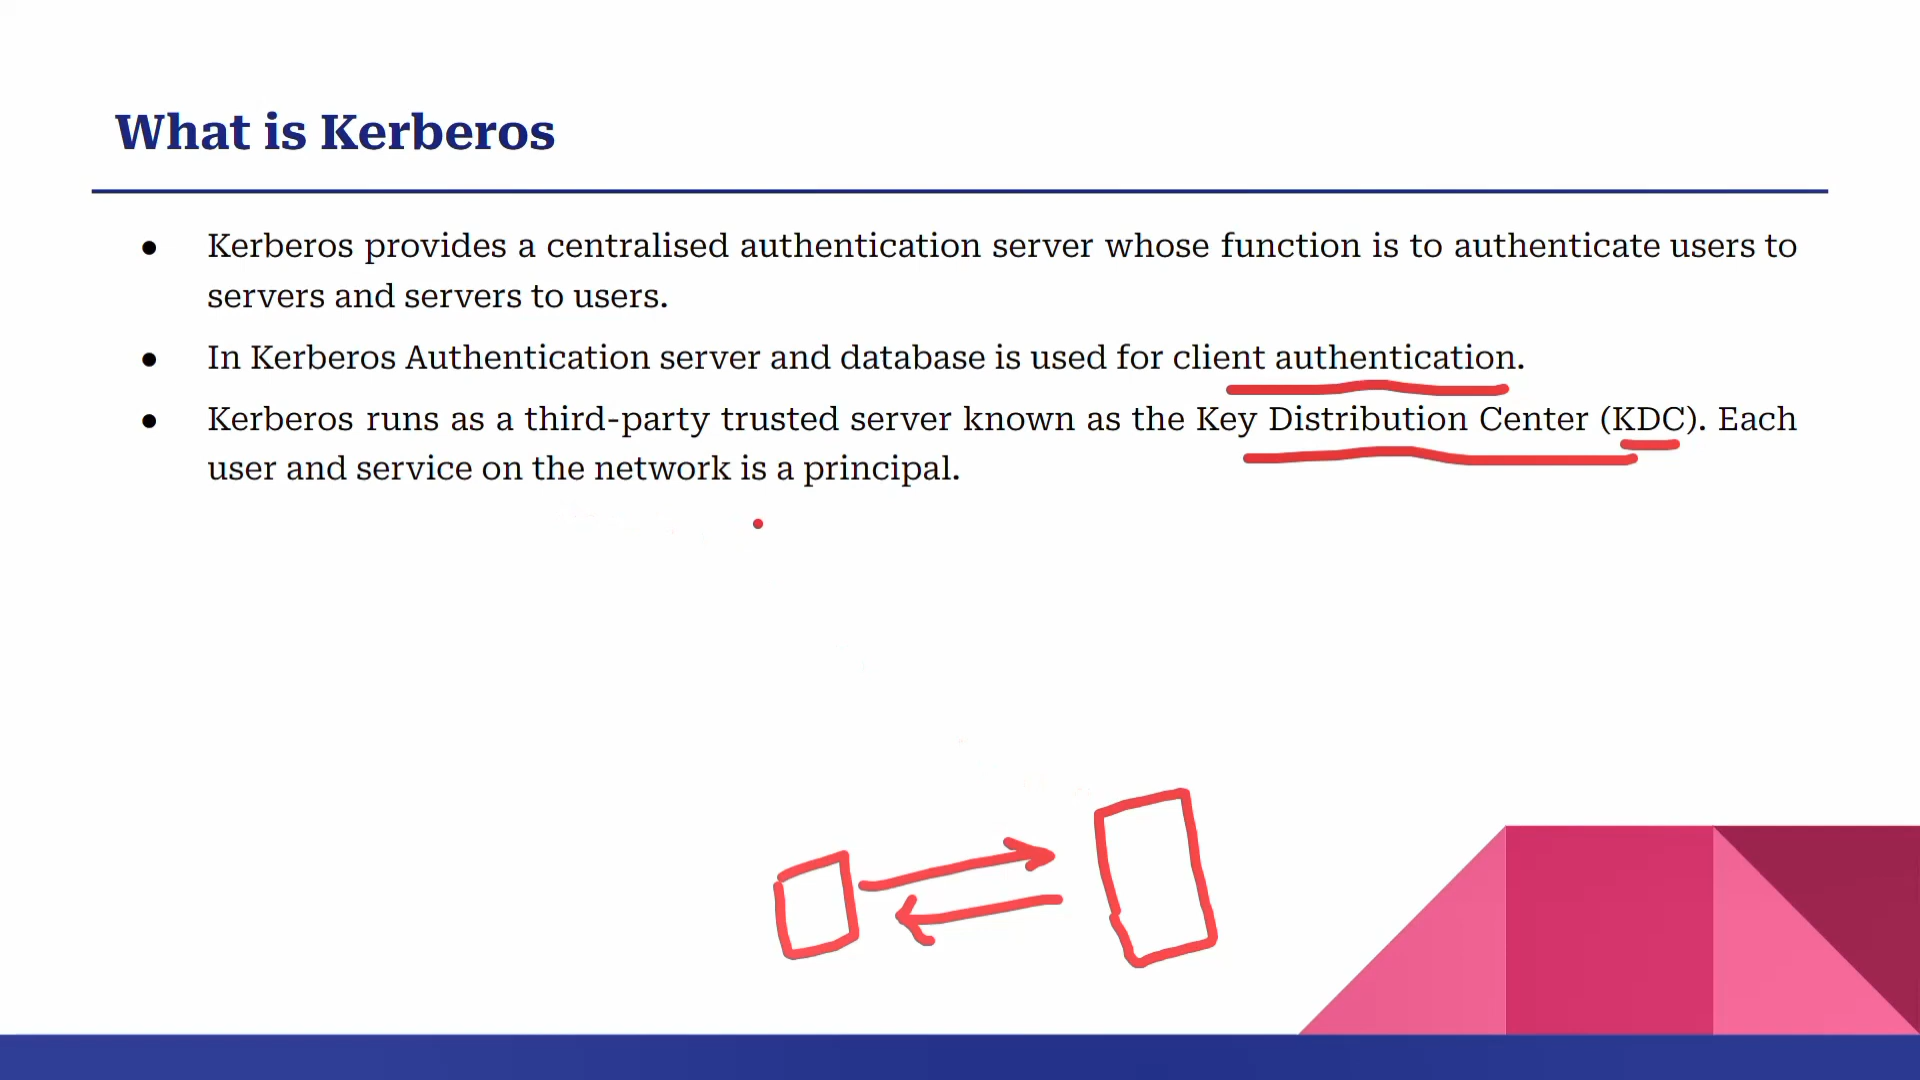 What is Kerberos
● Kerberos provides a centralised authentication server whose function is to authenticate users to
servers and servers to users.
● In Kerberos Authentication server and database is used for client authentication.
● Kerberos runs as a third-party trusted server known as the Key Distribution Center (KDC). Each
user and service on the network is a principal.